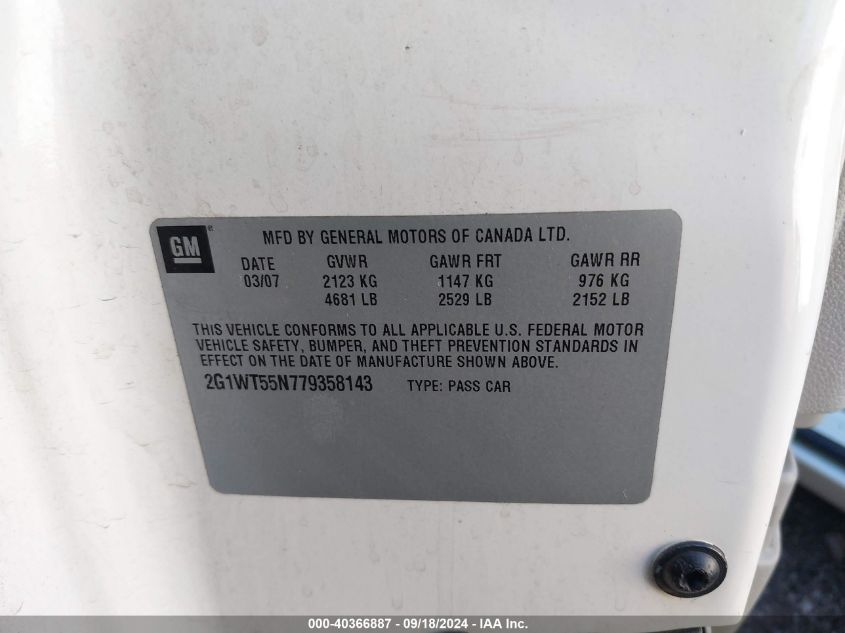 GM ®
MFD BY GENERAL MOTORS OF CANADA LTD.
DATE GVWR GAWR FRT GAWR RR
03/07 2123 KG 1147 KG 976 KG
4681 LB 2529 LB 2152 LB
THIS VEHICLE CONFORMS TO ALL APPLICABLE U.S. FEDERAL MOTOR
VEHICLE SAFETY, BUMPER, AND THEFT PREVENTION STANDARDS IN
EFFECT ON THE DATE OF MANUFACTURE SHOWN ABOVE.
2G1WT55N779358143 TYPE: PASS CAR
000-40366887 - 09/18/2024 - IAA Inc.